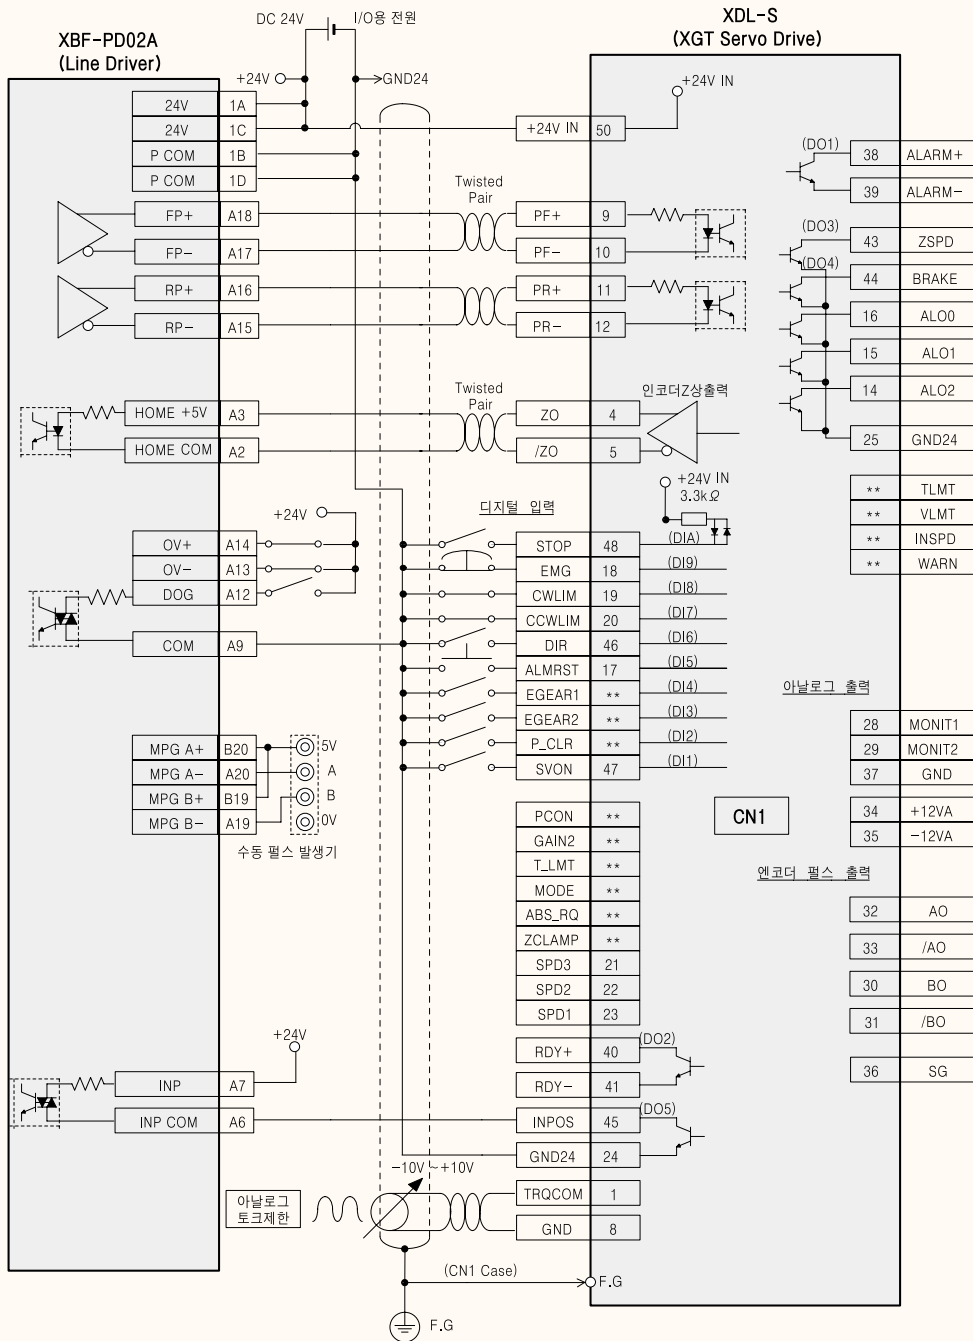 DC 24V
I/O용 전원
XBF-PD02A
(Line Driver)
XDL-S
(XGT Servo Drive)
+24V
GND24
+24V IN
24V 1A
24V 1C
P COM 1B
P COM 1D
+24V IN 50
(DO1)
38 ALARM+
39 ALARM-
Twisted
Pair
FP+ A18
FP- A17
RP+ A16
RP- A15
PF+ 9
PF- 10
PR+ 11
PR- 12
(DO3)
43 ZSPD
(DO4)
44 BRAKE
16 ALO0
15 ALO1
14 ALO2
25 GND24
Twisted
Pair
HOME +5V A3
HOME COM A2
ZO 4
/ZO 5
인코더Z상출력
+24V IN
3.3kΩ
** TLMT
** VLMT
** INSPD
** WARN
+24V
디지털 입력
OV+ A14
OV- A13
DOG A12
COM A9
STOP 48 (DIA)
EMG 18 (DI9)
CWLIM 19 (DI8)
CCWLIM 20 (DI7)
DIR 46 (DI6)
ALMRST 17 (DI5)
EGEAR1 ** (DI4)
EGEAR2 ** (DI3)
P_CLR ** (DI2)
SVON 47 (DI1)
아날로그 출력
28 MONIT1
29 MONIT2
37 GND
34 +12VA
35 -12VA
MPG A+ B20 5V
MPG A- A20 A
MPG B+ B19 B
MPG B- A19 0V
수동 펄스 발생기
PCON **
GAIN2 **
T_LMT **
MODE **
ABS_RQ **
ZCLAMP **
SPD3 21
SPD2 22
SPD1 23
CN1
엔코더 펄스 출력
32 AO
33 /AO
30 BO
31 /BO
36 SG
+24V
INP A7
INP COM A6
RDY+ 40 (DO2)
RDY- 41
INPOS 45 (DO5)
GND24 24
-10V ~+10V
아날로그
토크제한
TRQCOM 1
GND 8
(CN1 Case)
F.G
F.G